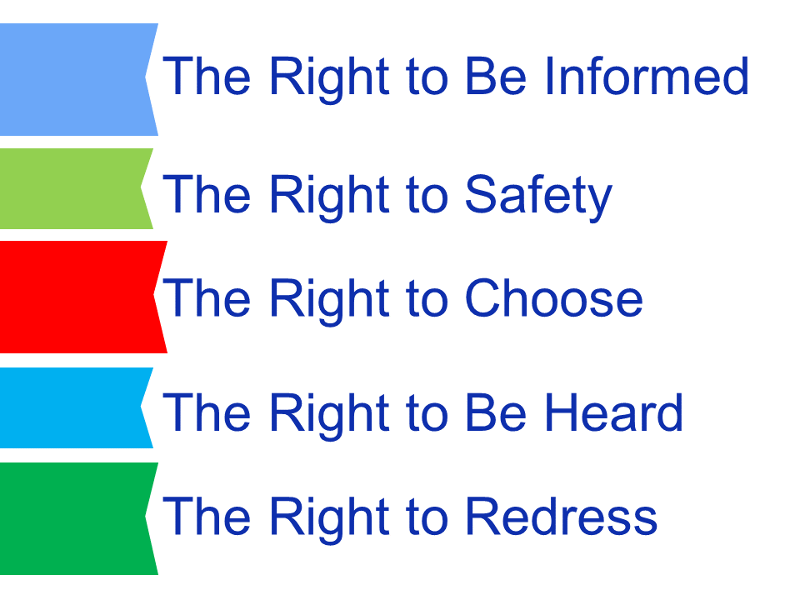 The Right to Be Informed
The Right to Safety
The Right to Choose
The Right to Be Heard
The Right to Redress